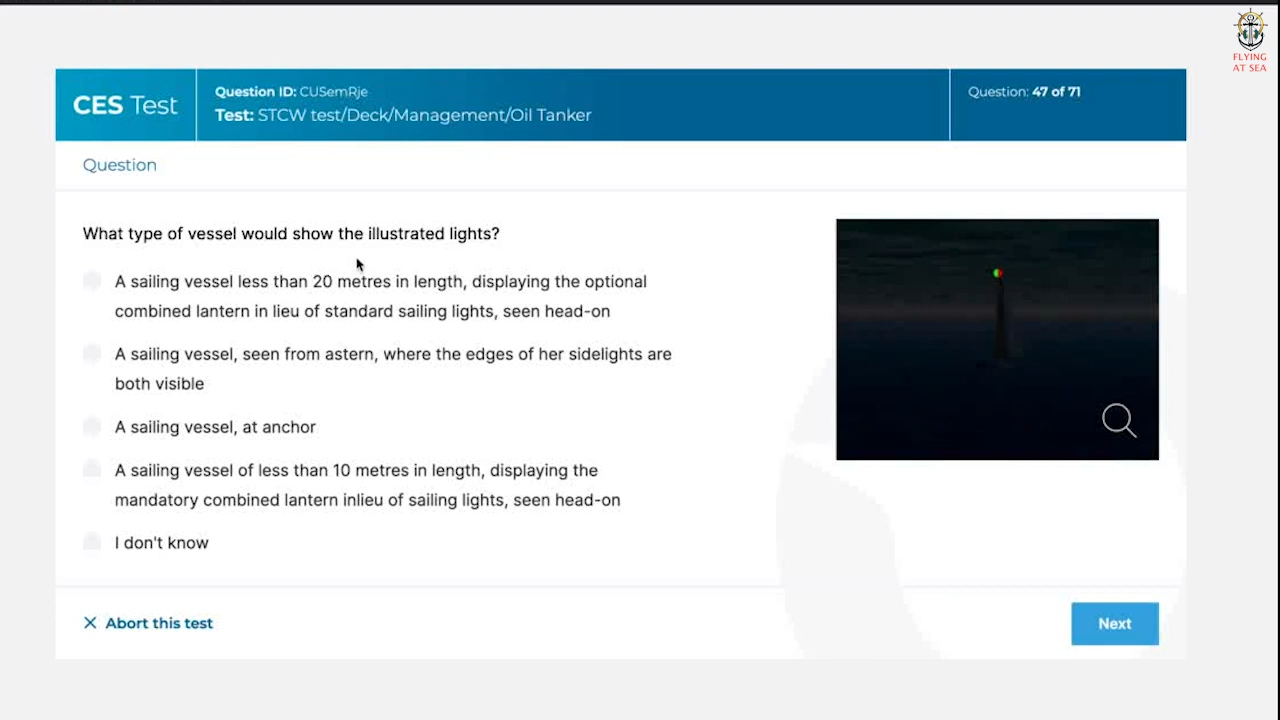 FLYING
AT SEA
CES Test
Question ID: CUSemRje
Test: STCW test/Deck/Management/Oil Tanker
Question: 47 of 71
Question
What type of vessel would show the illustrated lights?
A sailing vessel less than 20 metres in length, displaying the optional
combined lantern in lieu of standard sailing lights, seen head-on
A sailing vessel, seen from astern, where the edges of her sidelights are
both visible
A sailing vessel, at anchor
A sailing vessel of less than 10 metres in length, displaying the
mandatory combined lantern inlieu of sailing lights, seen head-on
I don't know
Abort this test
Next